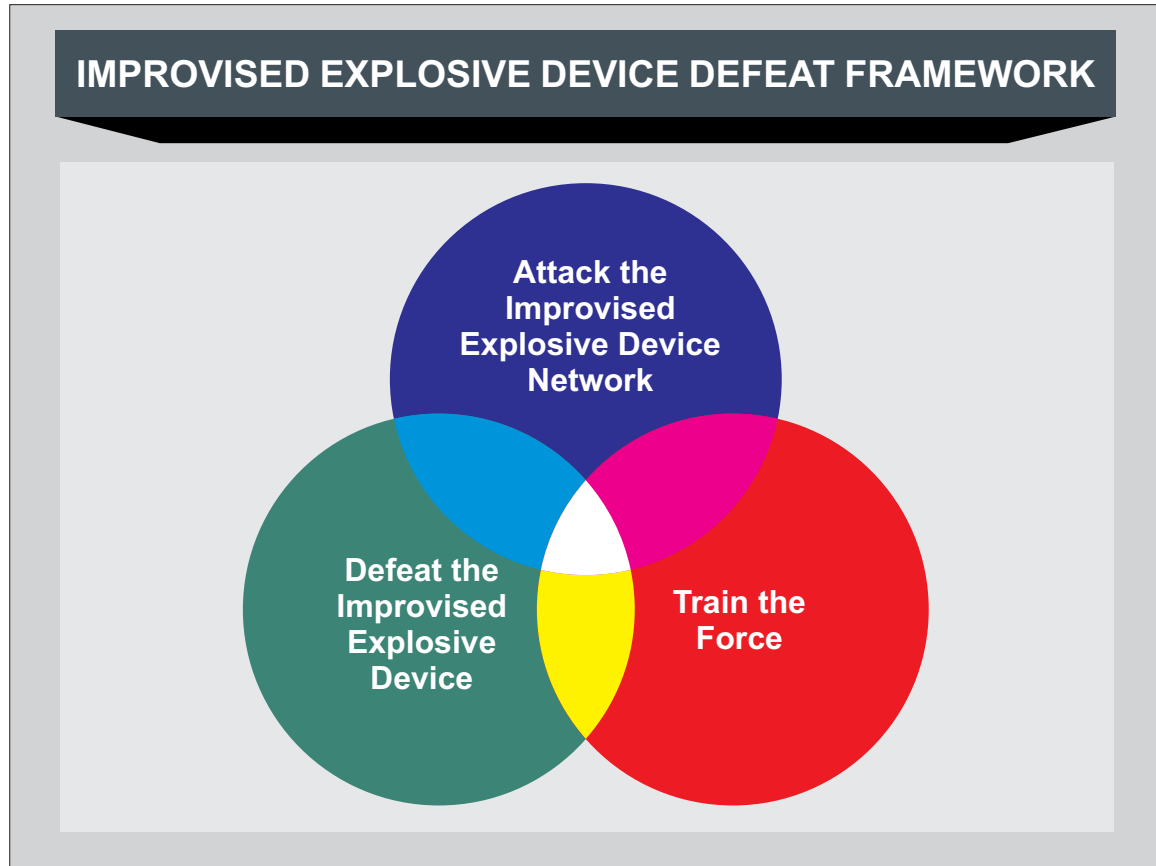 IMPROVISED EXPLOSIVE DEVICE DEFEAT FRAMEWORK
Attack the
Improvised
Explosive Device
Network
Defeat the
Improvised
Explosive
Device
Train the
Force